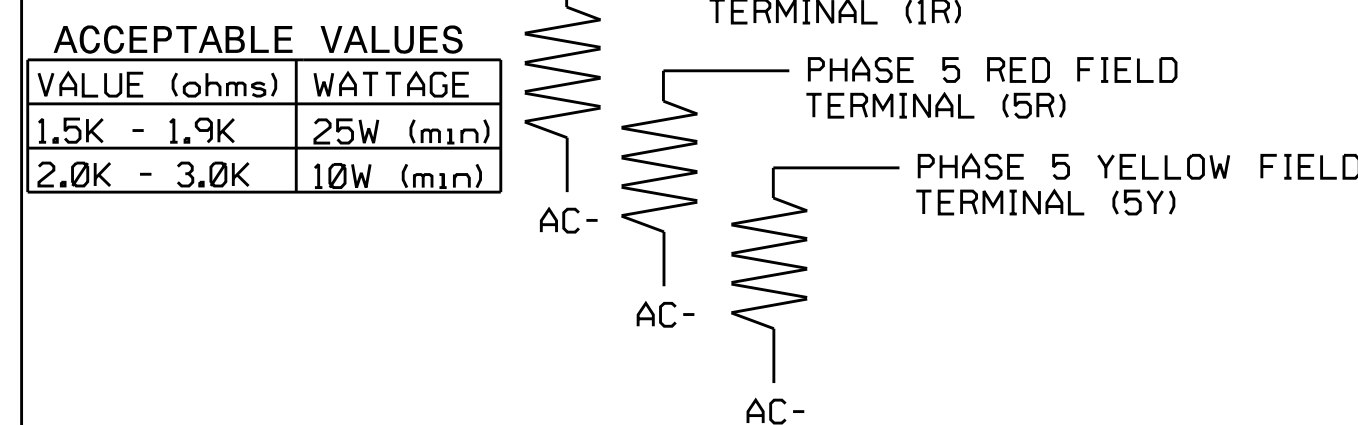 TERMINAL (1R)
ACCEPTABLE VALUES
VALUE (ohms) WATTAGE
1.5K - 1.9K 25W (min)
2.0K - 3.0K 10W (min)
AC-
PHASE 5 RED FIELD
TERMINAL (5R)
AC-
PHASE 5 YELLOW FIELD
TERMINAL (5Y)
AC-